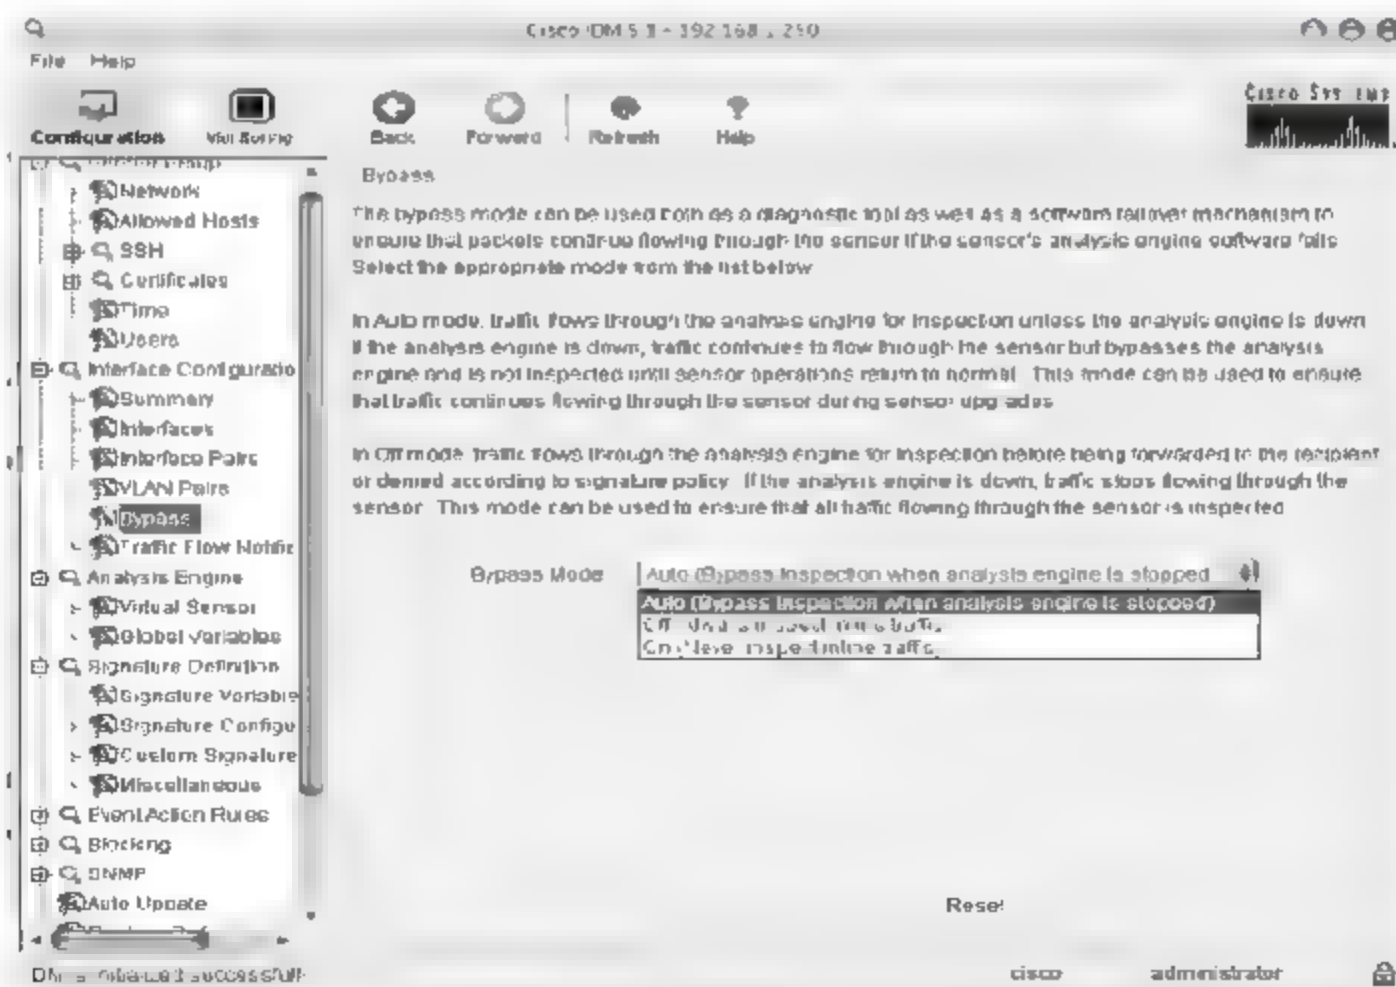 Cisco IDM 5.1 - 192.168
File Help
CISCO SYSTEMS
Configuration Back Forward Refresh Help
Network
Allowed Hosts
SSH
Certificates
Time
Users
Interface Configuratio
Summary
Interfaces
Interface Pairs
VLAN Pairs
Bypass
Traffic Flow Notific
Analysis Engine
Virtual Sensor
Global Variables
Signature Definition
Signature Variable
Signature Configu
Custom Signature
Miscellaneous
Event Action Rules
Blocking
SNMP
Auto Update
Bypass
The bypass mode can be used both as a diagnostic tool as well as a software failover mechanism to
ensure that packets continue flowing through the sensor if the sensor's analysis engine software fails
Select the appropriate mode from the list below
In Auto mode, traffic flows through the analysis engine for inspection unless the analysis engine is down
If the analysis engine is down, traffic continues to flow through the sensor but bypasses the analysis
engine and is not inspected until sensor operations return to normal. This mode can be used to ensure
that traffic continues flowing through the sensor during sensor upgrades
In Off mode, traffic flows through the analysis engine for inspection before being forwarded to the recipient
or denied according to signature policy. If the analysis engine is down, traffic stops flowing through the
sensor. This mode can be used to ensure that all traffic flowing through the sensor is inspected
Bypass Mode Auto (Bypass inspection when analysis engine is stopped
Auto (Bypass inspection when analysis engine is stopped)
Off traffic
On (Never inspect inline traffic
Reset
successfull
cisco administrator